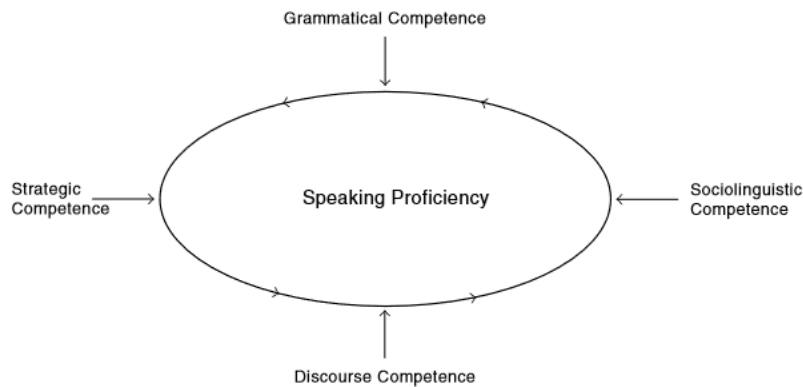 Grammatical Competence
Strategic
Competence
Speaking Proficiency
Sociolinguistic
Competence
Discourse Competence